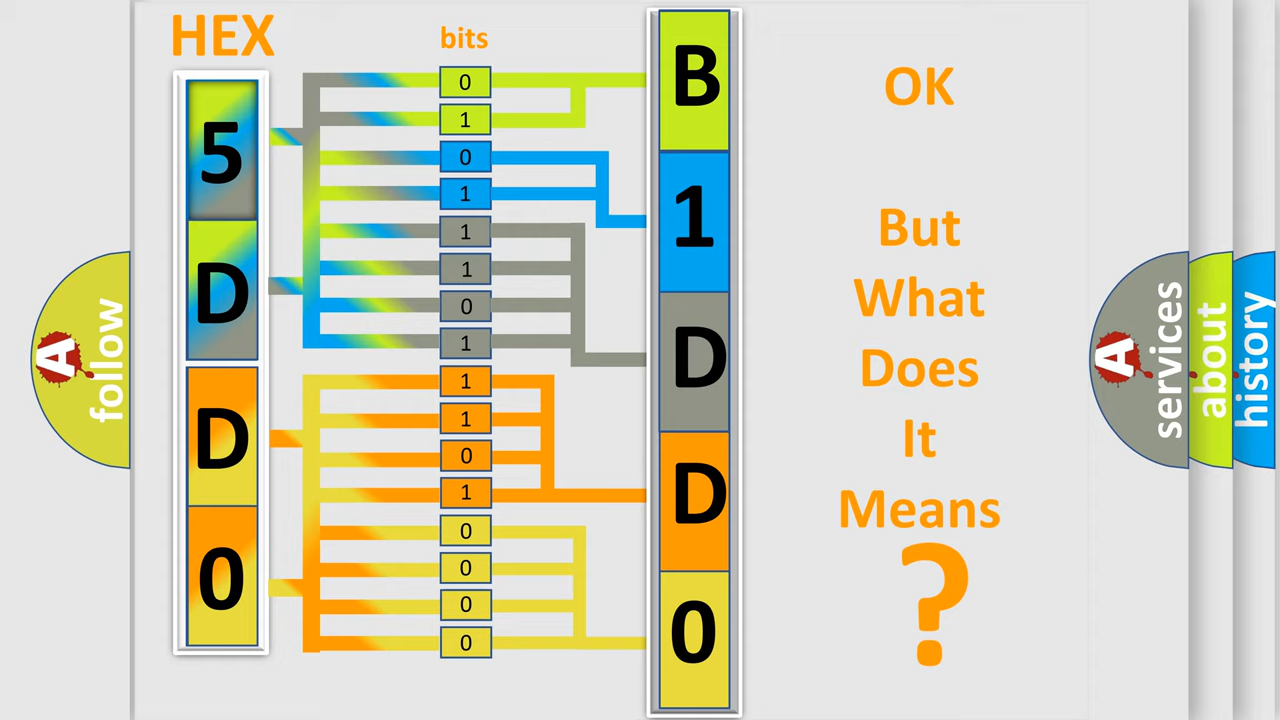 HEX
bits
5
D
D
0
0
1
0
1
1
1
0
1
1
1
0
1
0
0
0
0
B
1
D
D
0
OK
But
What
Does
It
Means
?
A
follow
A
services
about
history